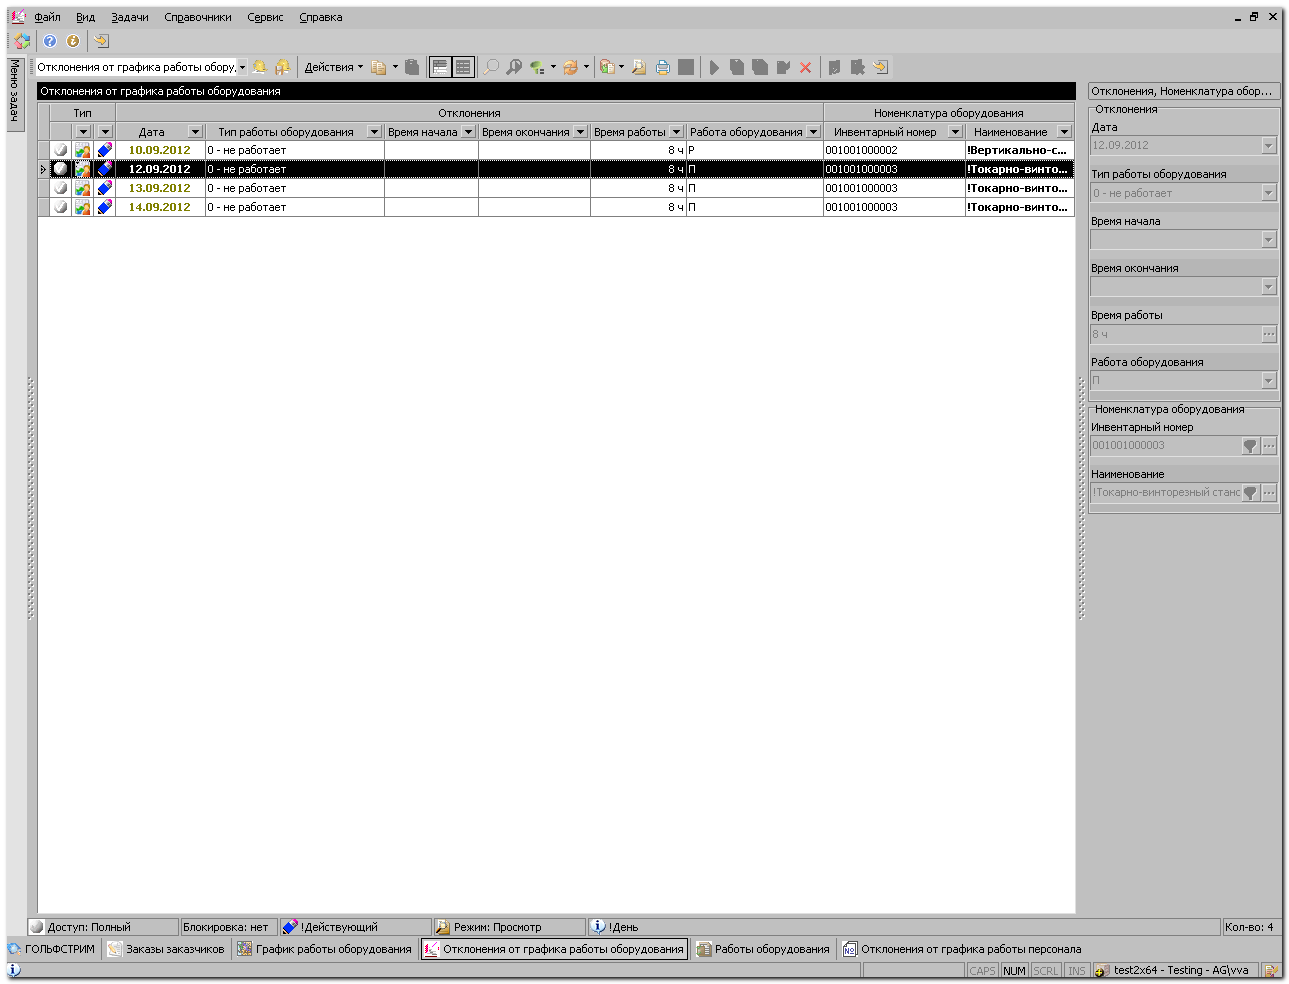 Файл Вид Задачи Справочники Сервис Справка
Меню задач
Отклонения от графика работы обору, Действия
Отклонения от графика работы оборудования
Тип Отклонения Номенклатура оборудования
Дата Тип работы оборудования Время начала Время окончания Время работы Работа оборудования Инвентарный номер Наименование
10.09.2012 0 - не работает 8 ч Р 001001000002 !Вертикально-с...
12.09.2012 0 - не работает 8 ч П 001001000003 !Токарно-винто...
13.09.2012 0 - не работает 8 ч П 001001000003 !Токарно-винто...
14.09.2012 0 - не работает 8 ч П 001001000003 !Токарно-винто...
Отклонения, Номенклатура обор...
Отклонения
Дата
12.09.2012
Тип работы оборудования
0 - не работает
Время начала
Время окончания
Время работы
8 ч
Работа оборудования
П
Номенклатура оборудования
Инвентарный номер
001001000003
Наименование
!Токарно-винторезный станс
Доступ: Полный Блокировка: нет !Действующий Режим: Просмотр !День Кол-во: 4
ГОЛЬФСТРИМ Заказы заказчиков График работы оборудования Отклонения от графика работы оборудования Работы оборудования Отклонения от графика работы персонала
CAPS NUM SCRL INS test2x64 - Testing - AG\vva